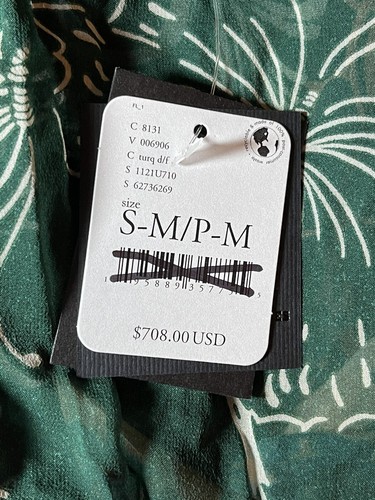 C 8131
V 006906
C turq d/f
S 1121U710
S 62736269
size
S-M/P-M
$708.00 USD